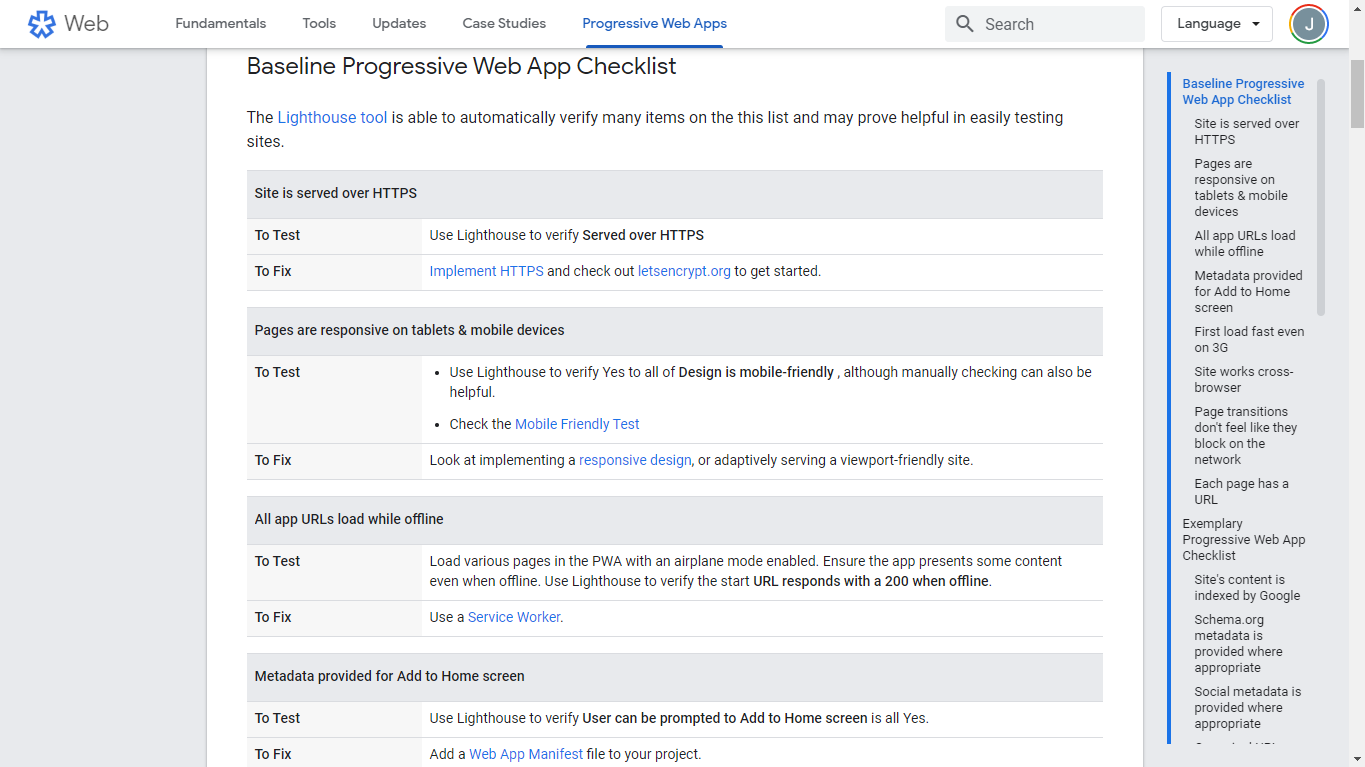 Web
Fundamentals
Tools
Updates
Case Studies
Progressive Web Apps
Search
Language
J
Baseline Progressive Web App Checklist
The Lighthouse tool is able to automatically verify many items on the this list and may prove helpful in easily testing
sites.
Site is served over HTTPS
To Test Use Lighthouse to verify Served over HTTPS
To Fix Implement HTTPS and check out letsencrypt.org to get started.
Pages are responsive on tablets & mobile devices
To Test • Use Lighthouse to verify Yes to all of Design is mobile-friendly , although manually checking can also be
helpful.
• Check the Mobile Friendly Test
To Fix Look at implementing a responsive design, or adaptively serving a viewport-friendly site.
All app URLs load while offline
To Test Load various pages in the PWA with an airplane mode enabled. Ensure the app presents some content
even when offline. Use Lighthouse to verify the start URL responds with a 200 when offline.
To Fix Use a Service Worker.
Metadata provided for Add to Home screen
To Test Use Lighthouse to verify User can be prompted to Add to Home screen is all Yes.
To Fix Add a Web App Manifest file to your project.
Baseline Progressive
Web App Checklist
Site is served over
HTTPS
Pages are
responsive on
tablets & mobile
devices
All app URLs load
while offline
Metadata provided
for Add to Home
screen
First load fast even
on 3G
Site works cross-
browser
Page transitions
don't feel like they
block on the
network
Each page has a
URL
Exemplary
Progressive Web App
Checklist
Site's content is
indexed by Google
Schema.org
metadata is
provided where
appropriate
Social metadata is
provided where
appropriate